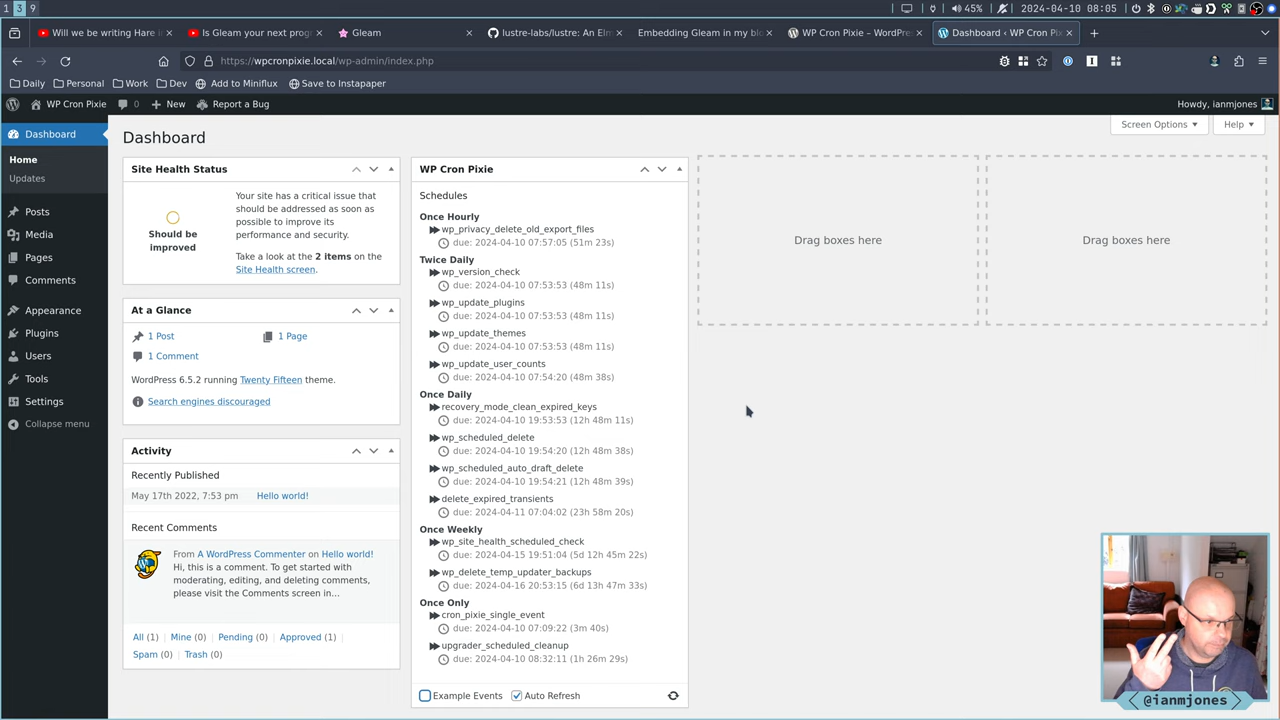 1 3 9
45%
2024-04-10 08:05
Will we be writing Hare i
Is Gleam your next prog
Gleam
lustre-labs/lustre: An Elm
Embedding Gleam in my blo
WP Cron Pixie – WordPres
Dashboard ‹ WP Cron Pix
https://wpcronpixie.local/wp-admin/index.php
Daily
Personal
Work
Dev
Add to Miniflux
Save to Instapaper
WP Cron Pixie
0
New
Report a Bug
Howdy, ianmjones
Dashboard
Home
Updates
Posts
Media
Pages
Comments
Appearance
Plugins
Users
Tools
Settings
Collapse menu
Dashboard
Screen Options
Help
Site Health Status
Should be
improved
Your site has a critical issue that
should be addressed as soon as
possible to improve its
performance and security.
Take a look at the 2 items on the
Site Health screen.
At a Glance
1 Post
1 Page
1 Comment
WordPress 6.5.2 running Twenty Fifteen theme.
Search engines discouraged
Activity
Recently Published
May 17th 2022, 7:53 pm
Hello world!
Recent Comments
From A WordPress Commenter on Hello world!
Hi, this is a comment. To get started with
moderating, editing, and deleting comments,
please visit the Comments screen in…
All (1) | Mine (0) | Pending (0) | Approved (1) |
Spam (0) | Trash (0)
WP Cron Pixie
Schedules
Once Hourly
wp_privacy_delete_old_export_files
due: 2024-04-10 07:57:05 (51m 23s)
Twice Daily
wp_version_check
due: 2024-04-10 07:53:53 (48m 11s)
wp_update_plugins
due: 2024-04-10 07:53:53 (48m 11s)
wp_update_themes
due: 2024-04-10 07:53:53 (48m 11s)
wp_update_user_counts
due: 2024-04-10 07:54:20 (48m 38s)
Once Daily
recovery_mode_clean_expired_keys
due: 2024-04-10 19:53:53 (12h 48m 11s)
wp_scheduled_delete
due: 2024-04-10 19:54:20 (12h 48m 38s)
wp_scheduled_auto_draft_delete
due: 2024-04-10 19:54:21 (12h 48m 39s)
delete_expired_transients
due: 2024-04-11 07:04:02 (23h 58m 20s)
Once Weekly
wp_site_health_scheduled_check
due: 2024-04-15 19:51:04 (5d 12h 45m 22s)
wp_delete_temp_updater_backups
due: 2024-04-16 20:53:15 (6d 13h 47m 33s)
Once Only
cron_pixie_single_event
due: 2024-04-10 07:09:22 (3m 40s)
upgrader_scheduled_cleanup
due: 2024-04-10 08:32:11 (1h 26m 29s)
Example Events
Auto Refresh
Drag boxes here
Drag boxes here
@ianmjones